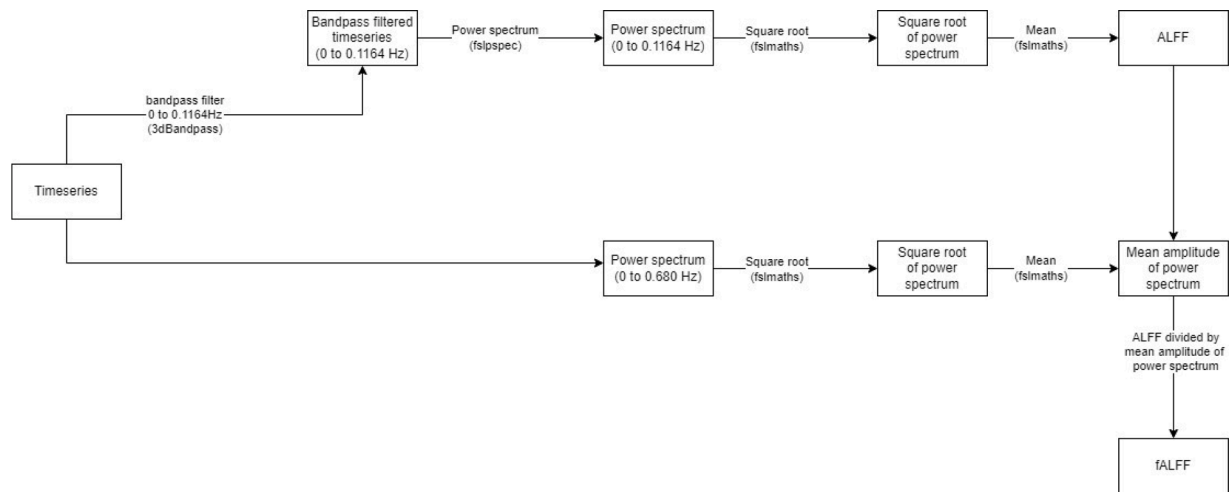 Bandpass filtered
timeseries
(0 to 0.1164 Hz)
Power spectrum
(fslpspec)
Power spectrum
(0 to 0.1164 Hz)
Square root
(fslmaths)
Square root
of power
spectrum
Mean
(fslmaths)
ALFF
bandpass filter
0 to 0.1164Hz
(3dBandpass)
Timeseries
Power spectrum
(0 to 0.680 Hz)
Square root
(fslmaths)
Square root
of power
spectrum
Mean
(fslmaths)
Mean amplitude
of power
spectrum
ALFF divided by
mean amplitude of
power spectrum
fALFF